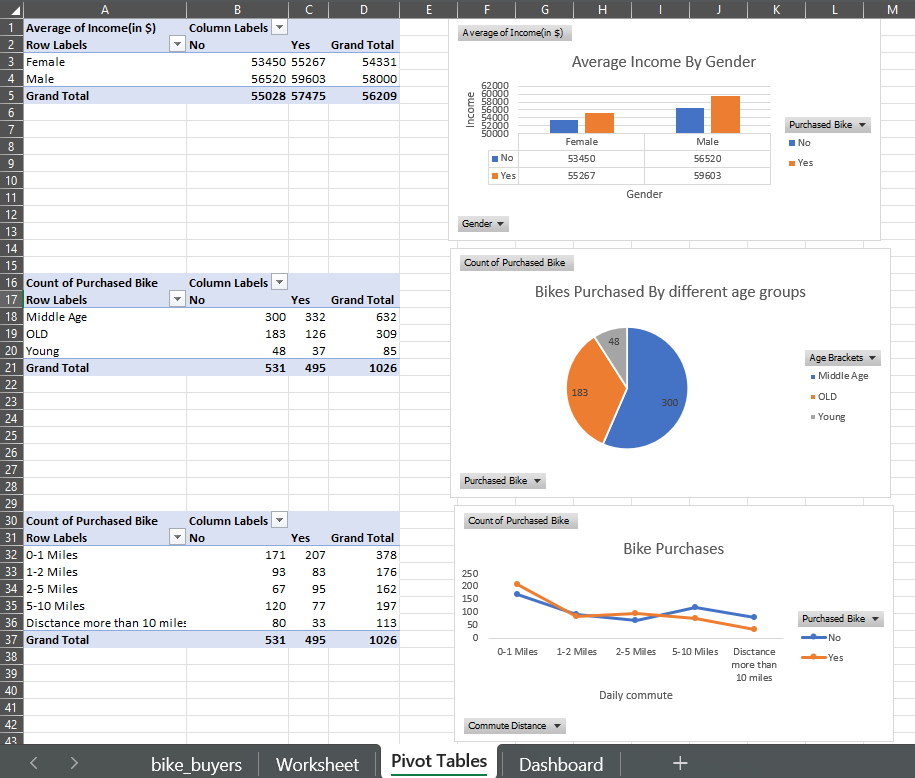 A B C D E F G H I J K L M
1 Average of Income(in $) Column Labels
2 Row Labels No Yes Grand Total
3 Female 53450 55267 54331
4 Male 56520 59603 58000
5 Grand Total 55028 57475 56209
6
7
8
9
10
11
12
13
14
15
16 Count of Purchased Bike Column Labels
17 Row Labels No Yes Grand Total
18 Middle Age 300 332 632
19 OLD 183 126 309
20 Young 48 37 85
21 Grand Total 531 495 1026
22
23
24
25
26
27
28
29
30 Count of Purchased Bike Column Labels
31 Row Labels No Yes Grand Total
32 0-1 Miles 171 207 378
33 1-2 Miles 93 83 176
34 2-5 Miles 67 95 162
35 5-10 Miles 120 77 197
36 Disctance more than 10 miles 80 33 113
37 Grand Total 531 495 1026
38
39
40
41
42
43
Average of Income(in $)
Average Income By Gender
Income
62000
60000
58000
56000
54000
52000
50000
Female Male
No 53450 56520
Yes 55267 59603
Gender
Purchased Bike
No
Yes
Gender
Count of Purchased Bike
Bikes Purchased By different age groups
48
183
300
Age Brackets
Middle Age
OLD
Young
Purchased Bike
Count of Purchased Bike
Bike Purchases
250
200
150
100
50
0
0-1 Miles 1-2 Miles 2-5 Miles 5-10 Miles Disctance
more than
10 miles
Daily commute
Purchased Bike
No
Yes
Commute Distance
bike_buyers Worksheet Pivot Tables Dashboard +